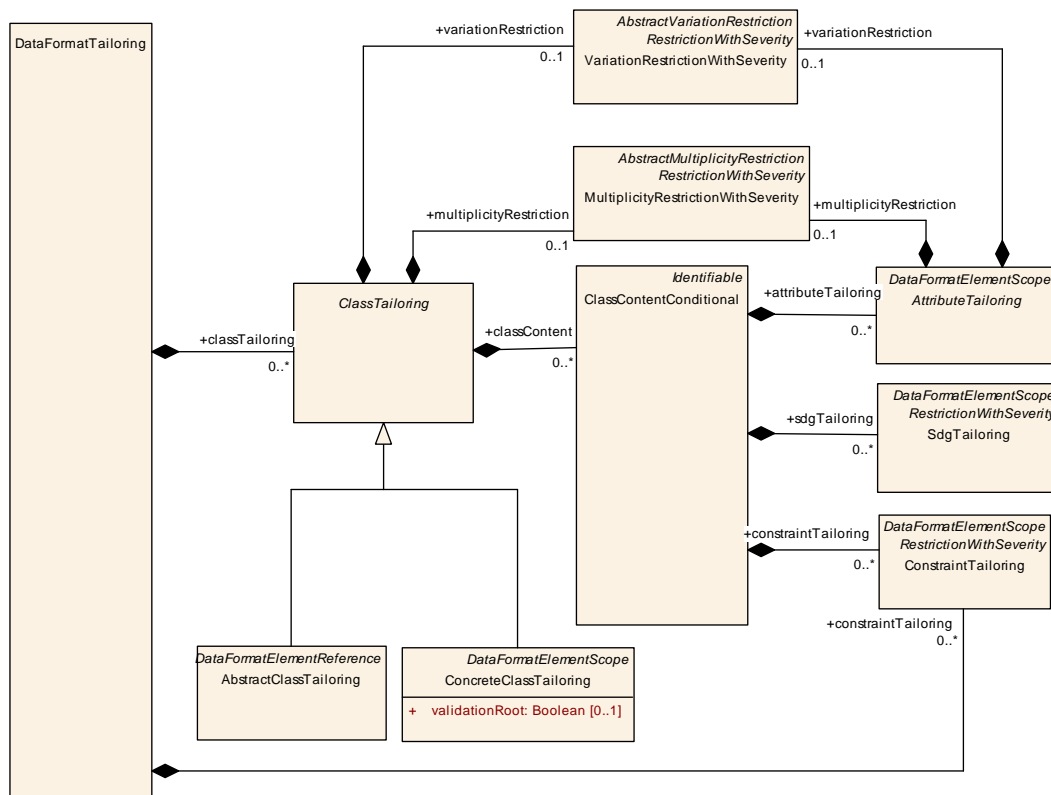 DataFormatTailoring
+variationRestriction
0..1
AbstractVariationRestriction
RestrictionWithSeverity
VariationRestrictionWithSeverity
+variationRestriction
0..1
AbstractMultiplicityRestriction
RestrictionWithSeverity
MultiplicityRestrictionWithSeverity
+multiplicityRestriction
0..1
+multiplicityRestriction
0..1
ClassTailoring
+classTailoring
0..*
+classContent
0..*
Identifiable
ClassContentConditional
+attributeTailoring
0..*
DataFormatElementScope
AttributeTailoring
+sdgTailoring
0..*
DataFormatElementScope
RestrictionWithSeverity
SdgTailoring
+constraintTailoring
0..*
DataFormatElementScope
RestrictionWithSeverity
ConstraintTailoring
+constraintTailoring
0..*
DataFormatElementReference
AbstractClassTailoring
DataFormatElementScope
ConcreteClassTailoring
+ validationRoot: Boolean [0..1]